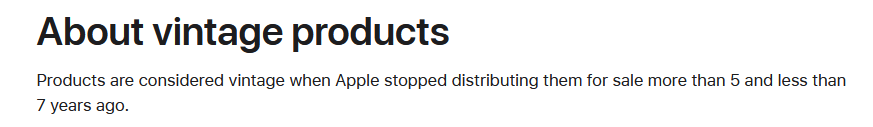 About vintage products
Products are considered vintage when Apple stopped distributing them for sale more than 5 and less than
7 years ago.